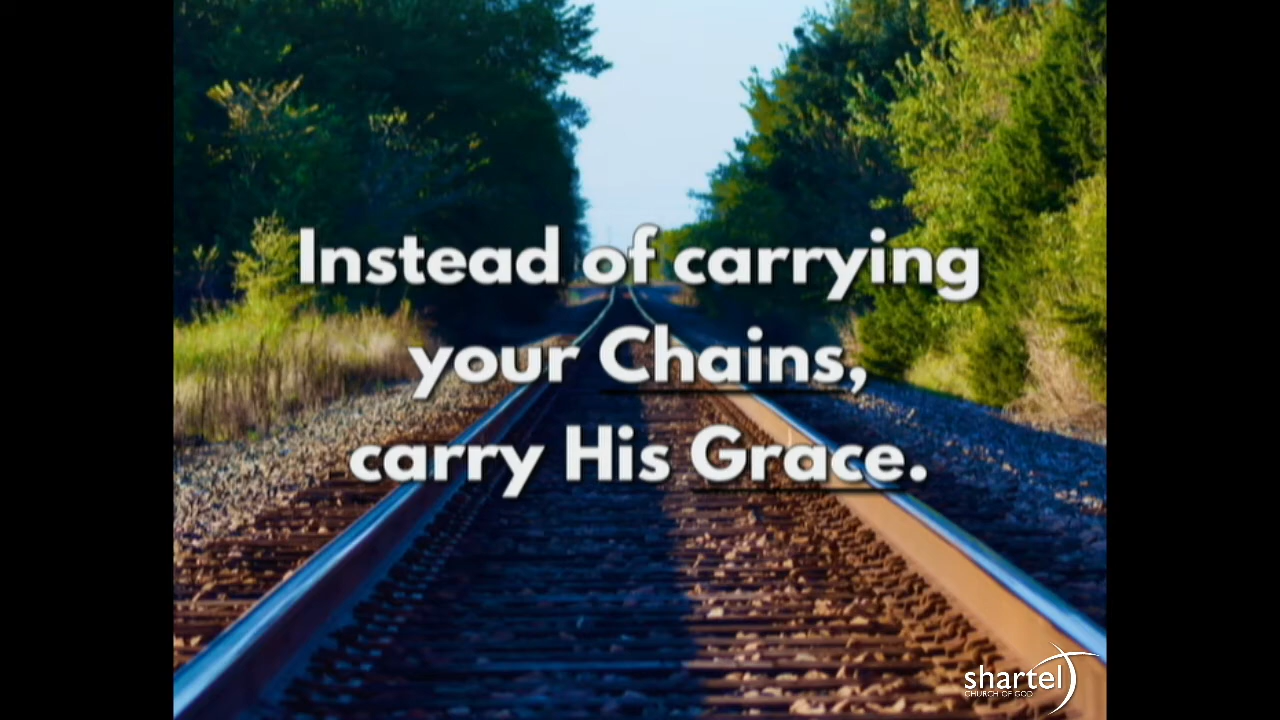 Instead of carrying
your Chains,
carry His Grace.
shartel
CHURCH OF GOD